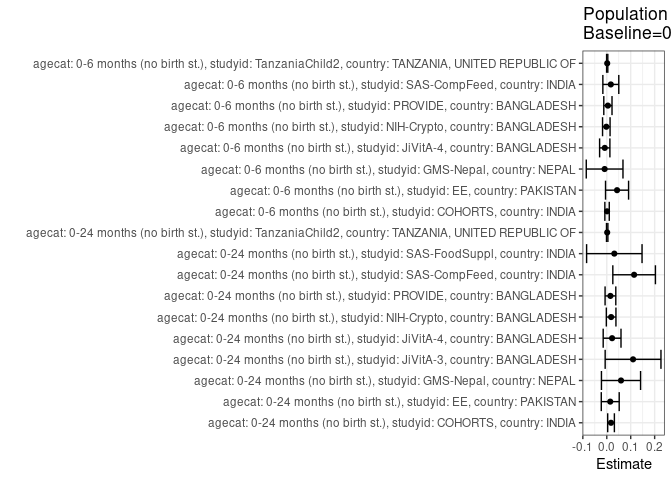 Population
Baseline=0
agecat: 0-6 months (no birth st.), studyid: TanzaniaChild2, country: TANZANIA, UNITED REPUBLIC OF
agecat: 0-6 months (no birth st.), studyid: SAS-CompFeed, country: INDIA
agecat: 0-6 months (no birth st.), studyid: PROVIDE, country: BANGLADESH
agecat: 0-6 months (no birth st.), studyid: NIH-Crypto, country: BANGLADESH
agecat: 0-6 months (no birth st.), studyid: JiVitA-4, country: BANGLADESH
agecat: 0-6 months (no birth st.), studyid: GMS-Nepal, country: NEPAL
agecat: 0-6 months (no birth st.), studyid: EE, country: PAKISTAN
agecat: 0-6 months (no birth st.), studyid: COHORTS, country: INDIA
agecat: 0-24 months (no birth st.), studyid: TanzaniaChild2, country: TANZANIA, UNITED REPUBLIC OF
agecat: 0-24 months (no birth st.), studyid: SAS-FoodSuppl, country: INDIA
agecat: 0-24 months (no birth st.), studyid: SAS-CompFeed, country: INDIA
agecat: 0-24 months (no birth st.), studyid: PROVIDE, country: BANGLADESH
agecat: 0-24 months (no birth st.), studyid: NIH-Crypto, country: BANGLADESH
agecat: 0-24 months (no birth st.), studyid: JiVitA-4, country: BANGLADESH
agecat: 0-24 months (no birth st.), studyid: JiVitA-3, country: BANGLADESH
agecat: 0-24 months (no birth st.), studyid: GMS-Nepal, country: NEPAL
agecat: 0-24 months (no birth st.), studyid: EE, country: PAKISTAN
agecat: 0-24 months (no birth st.), studyid: COHORTS, country: INDIA
-0.1 0.0 0.1 0.2
Estimate